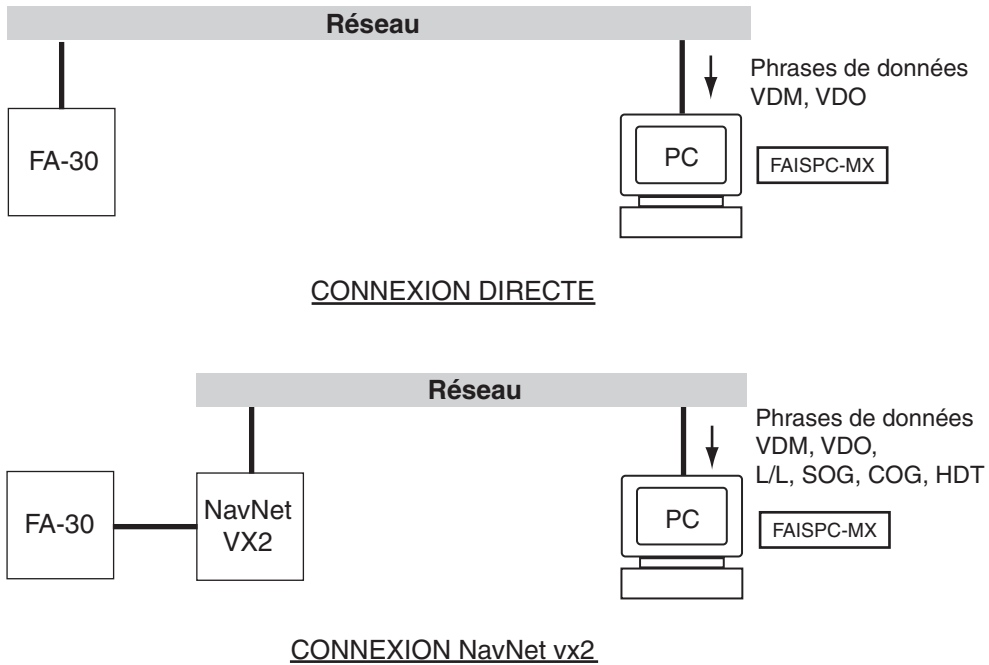 Réseau
Phrases de données
VDM, VDO
FA-30
PC
FAISPC-MX
CONNEXION DIRECTE
Réseau
Phrases de données
VDM, VDO,
L/L, SOG, COG, HDT
FA-30
NavNet
VX2
PC
FAISPC-MX
CONNEXION NavNet vx2